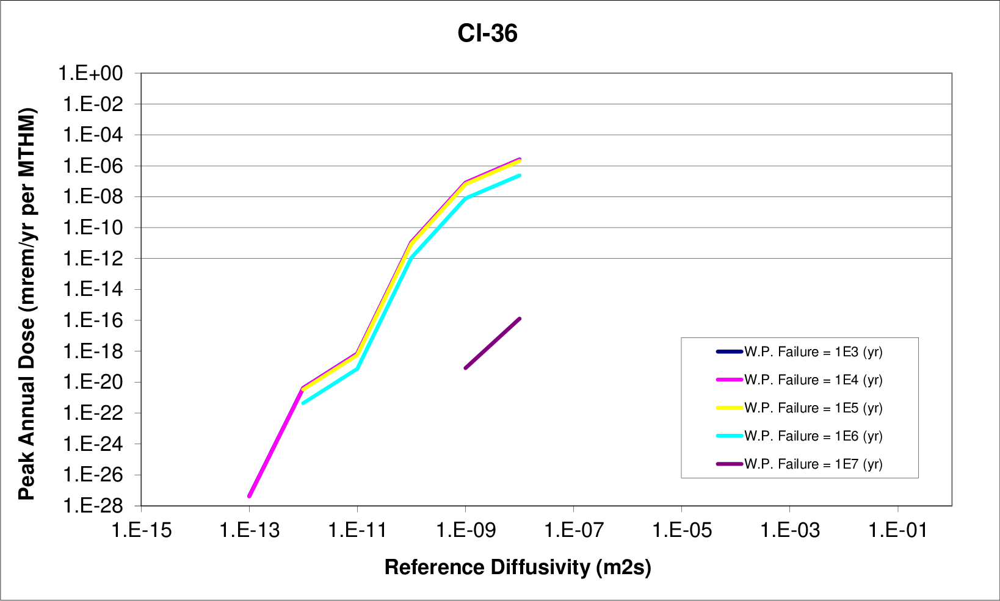 Cl-36
1.E+00
1.E-02
1.E-04
1.E-06
1.E-08
1.E-10
1.E-12
1.E-14
1.E-16
1.E-18
1.E-20
1.E-22
1.E-24
1.E-26
1.E-28
Peak Annual Dose (mrem/yr per MTHM)
1.E-15 1.E-13 1.E-11 1.E-09 1.E-07 1.E-05 1.E-03 1.E-01
Reference Diffusivity (m2s)
W.P. Failure = 1E3 (yr)
W.P. Failure = 1E4 (yr)
W.P. Failure = 1E5 (yr)
W.P. Failure = 1E6 (yr)
W.P. Failure = 1E7 (yr)